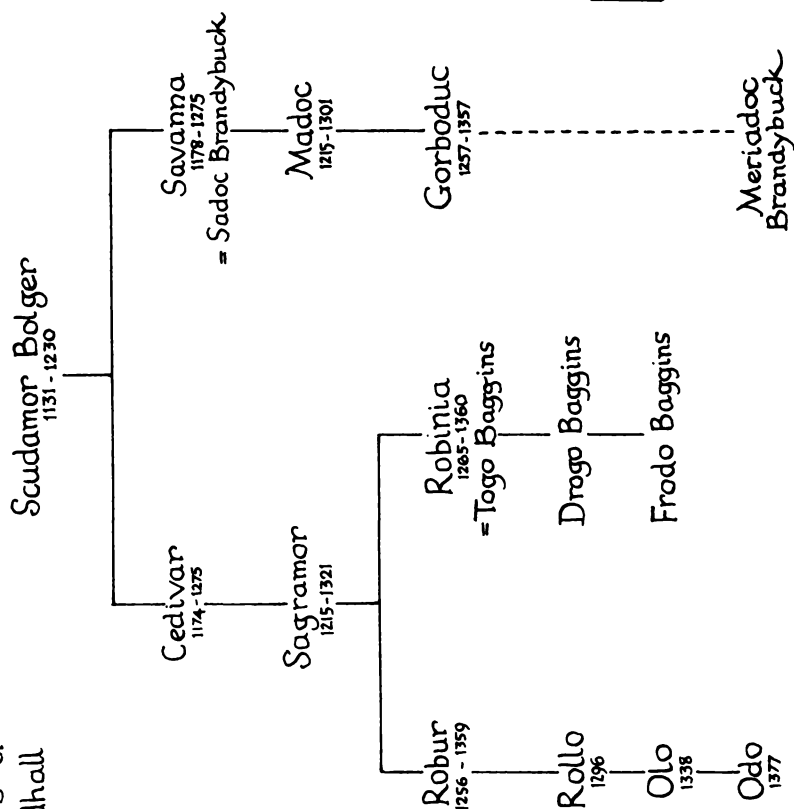 Scudamor Bolger
1131-1230
Cedivar
1174-1275
Savanna
1178-1275
= Sadoc Brandybuck
Sagramor
1215-1321
Madoc
1215-1301
Robur
1256-1359
Robinia
1265-1360
=Togo Baggins
Gorboduc
1257-1357
Rollo
1296
Drogo Baggins
Olo
1338
Frodo Baggins
Odo
1377
Meriadoc
Brandybuck